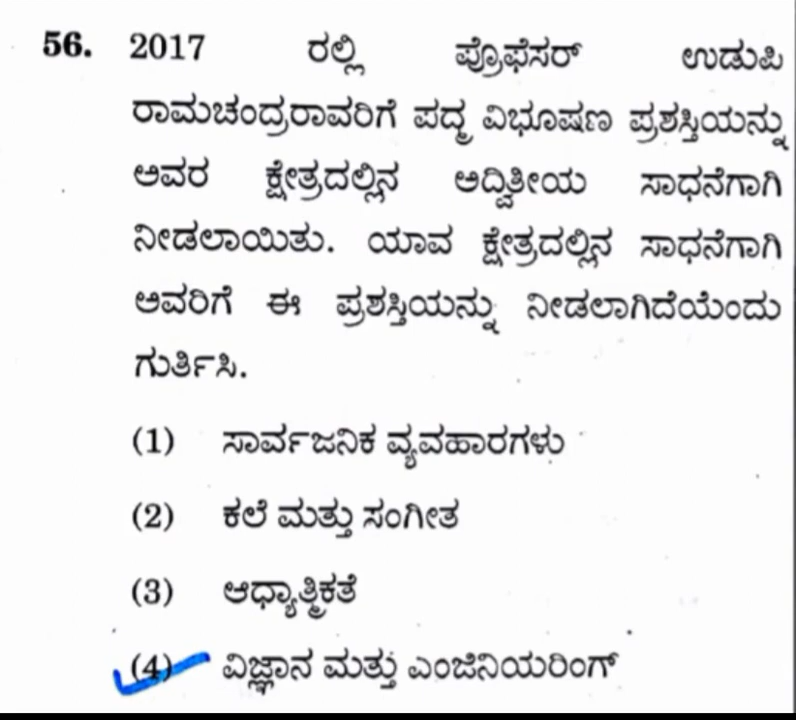 56. 2017 ರಲ್ಲಿ ಪ್ರೊಫೆಸರ್ ಉಡುಪಿ
ರಾಮಚಂದ್ರರಾವರಿಗೆ ಪದ್ಮ ವಿಭೂಷಣ ಪ್ರಶಸ್ತಿಯನ್ನು
ಅವರ ಕ್ಷೇತ್ರದಲ್ಲಿನ ಅದ್ವಿತೀಯ ಸಾಧನೆಗಾಗಿ
ನೀಡಲಾಯಿತು. ಯಾವ ಕ್ಷೇತ್ರದಲ್ಲಿನ ಸಾಧನೆಗಾಗಿ
ಅವರಿಗೆ ಈ ಪ್ರಶಸ್ತಿಯನ್ನು ನೀಡಲಾಗಿದೆಯೆಂದು
ಗುರ್ತಿಸಿ.
(1) ಸಾರ್ವಜನಿಕ ವ್ಯವಹಾರಗಳು
(2) ಕಲೆ ಮತ್ತು ಸಂಗೀತ
(3) ಆಧ್ಯಾತ್ಮಿಕತೆ
(4) ವಿಜ್ಞಾನ ಮತ್ತು ಎಂಜಿನಿಯರಿಂಗ್